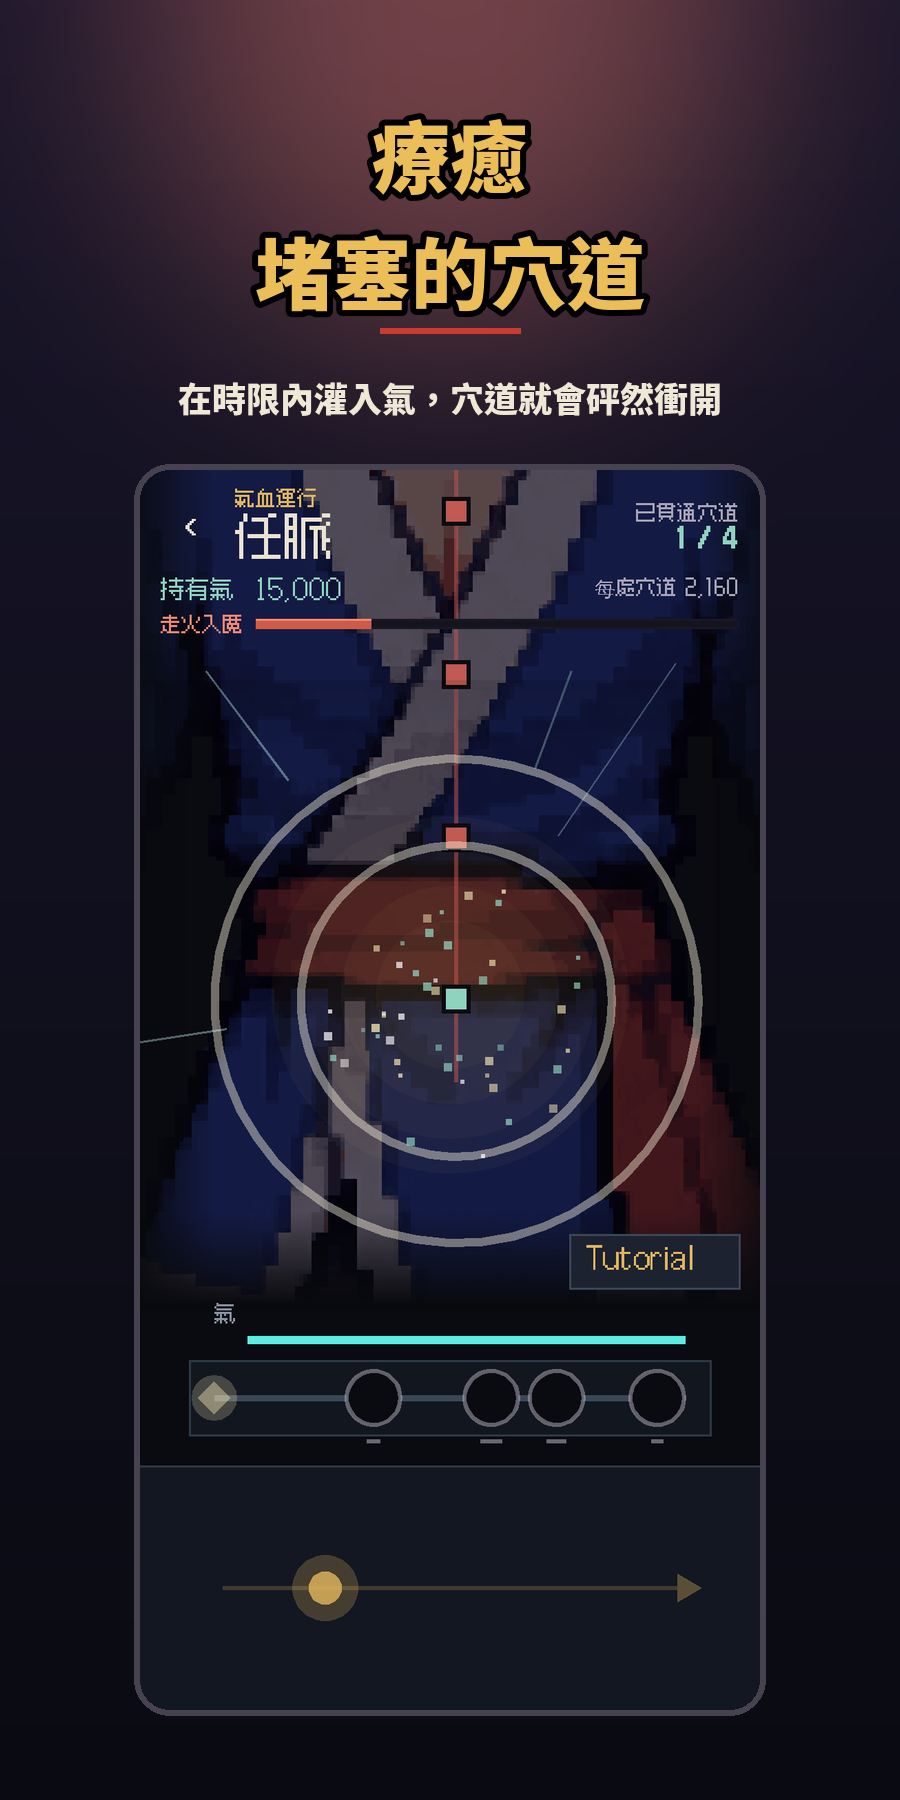 療癒
堵塞的穴道
在時限內灌入氣，穴道就會砰然衝開
氣血運行
任脈
已貫通穴道
1 / 4
持有氣 15,000
每處穴道 2,160
走火入魔
Tutorial
氣